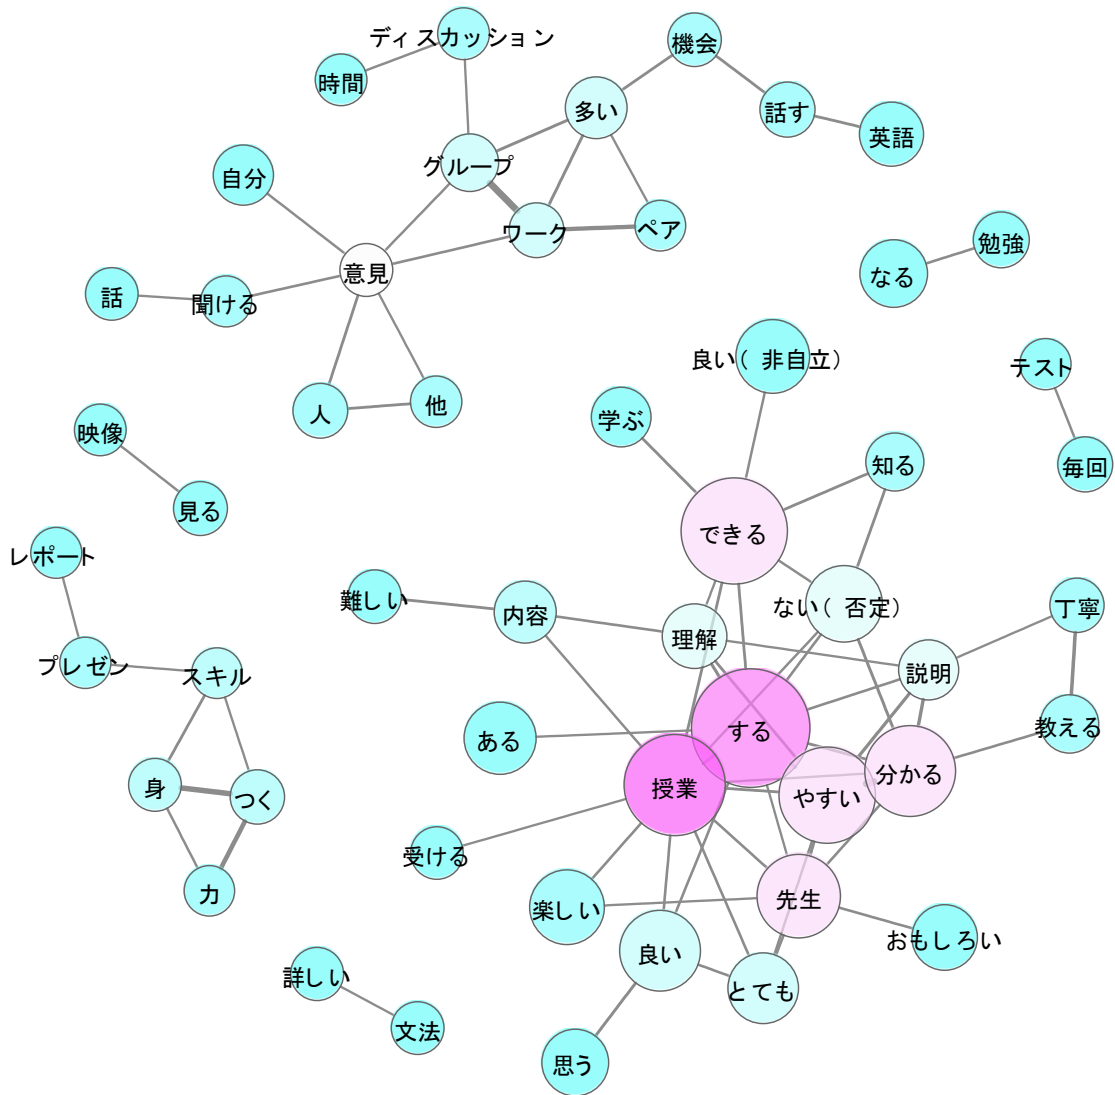 ディスカッション
機会
時間
多い
話す
英語
グループ
自分
ワーク
ペア
勉強
意見
なる
話
聞ける
良い（非自立）
テスト
人
他
学ぶ
映像
知る
毎回
見る
できる
レポート
難しい
内容
ない（否定）
丁寧
理解
プレゼン
スキル
説明
ある
する
教える
分かる
身
つく
授業
やすい
受ける
力
楽しい
先生
おもしろい
良い
詳しい
とても
文法
思う